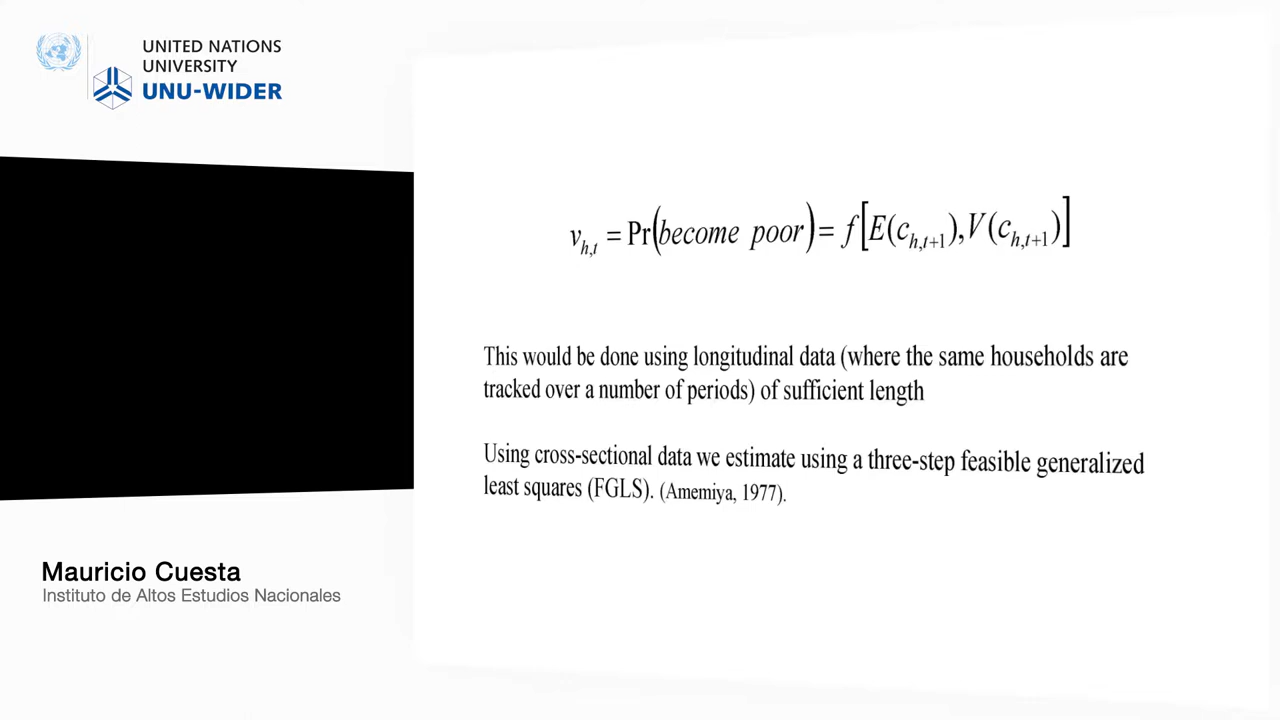 UNITED NATIONS
UNIVERSITY
UNU-WIDER
v_{h,t} = Pr(become poor) = f[E(c_{h,t+1}),V(c_{h,t+1})]
This would be done using longitudinal data (where the same households are
tracked over a number of periods) of sufficient length
Using cross-sectional data we estimate using a three-step feasible generalized
least squares (FGLS). (Amemiya, 1977).
Mauricio Cuesta
Instituto de Altos Estudios Nacionales